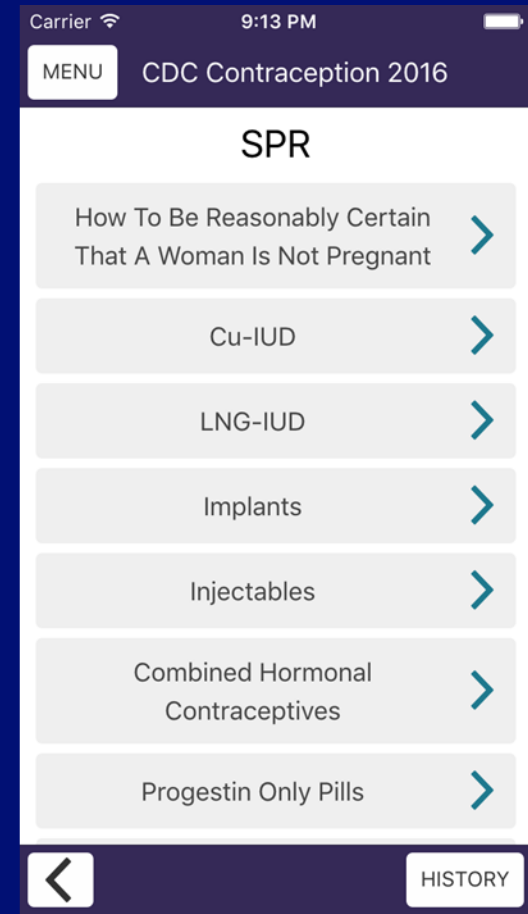 Carrier 9:13 PM
MENU CDC Contraception 2016
SPR
How To Be Reasonably Certain
That A Woman Is Not Pregnant
Cu-IUD
LNG-IUD
Implants
Injectables
Combined Hormonal
Contraceptives
Progestin Only Pills
HISTORY